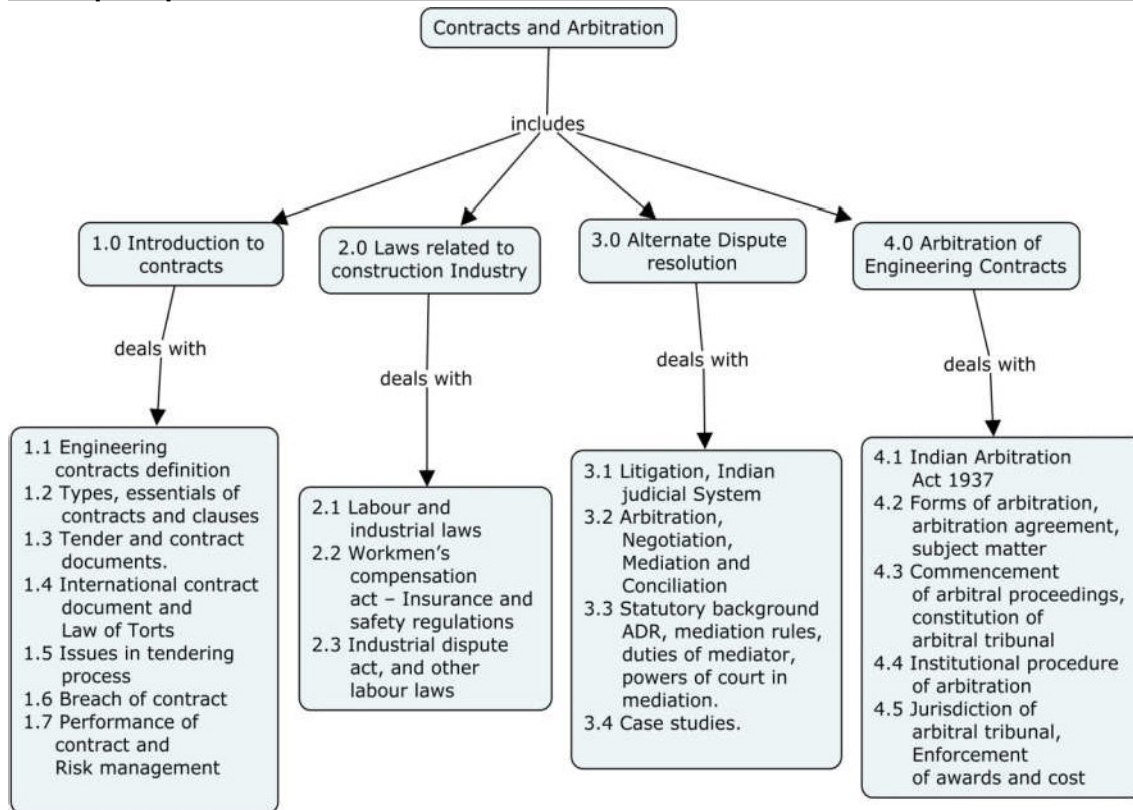 Contracts and Arbitration
includes
1.0 Introduction to
contracts
2.0 Laws related to
construction Industry
3.0 Alternate Dispute
resolution
4.0 Arbitration of
Engineering Contracts
deals with
deals with
deals with
deals with
1.1 Engineering
contracts definition
1.2 Types, essentials of
contracts and clauses
1.3 Tender and contract
documents.
1.4 International contract
document and
Law of Torts
1.5 Issues in tendering
process
1.6 Breach of contract
1.7 Performance of
contract and
Risk management
2.1 Labour and
industrial laws
2.2 Workmen's
compensation
act – Insurance and
safety regulations
2.3 Industrial dispute
act, and other
labour laws
3.1 Litigation, Indian
judicial System
3.2 Arbitration,
Negotiation,
Mediation and
Conciliation
3.3 Statutory background
ADR, mediation rules,
duties of mediator,
powers of court in
mediation.
3.4 Case studies.
4.1 Indian Arbitration
Act 1937
4.2 Forms of arbitration,
arbitration agreement,
subject matter
4.3 Commencement
of arbitral proceedings,
constitution of
arbitral tribunal
4.4 Institutional procedure
of arbitration
4.5 Jurisdiction of
arbitral tribunal,
Enforcement
of awards and cost